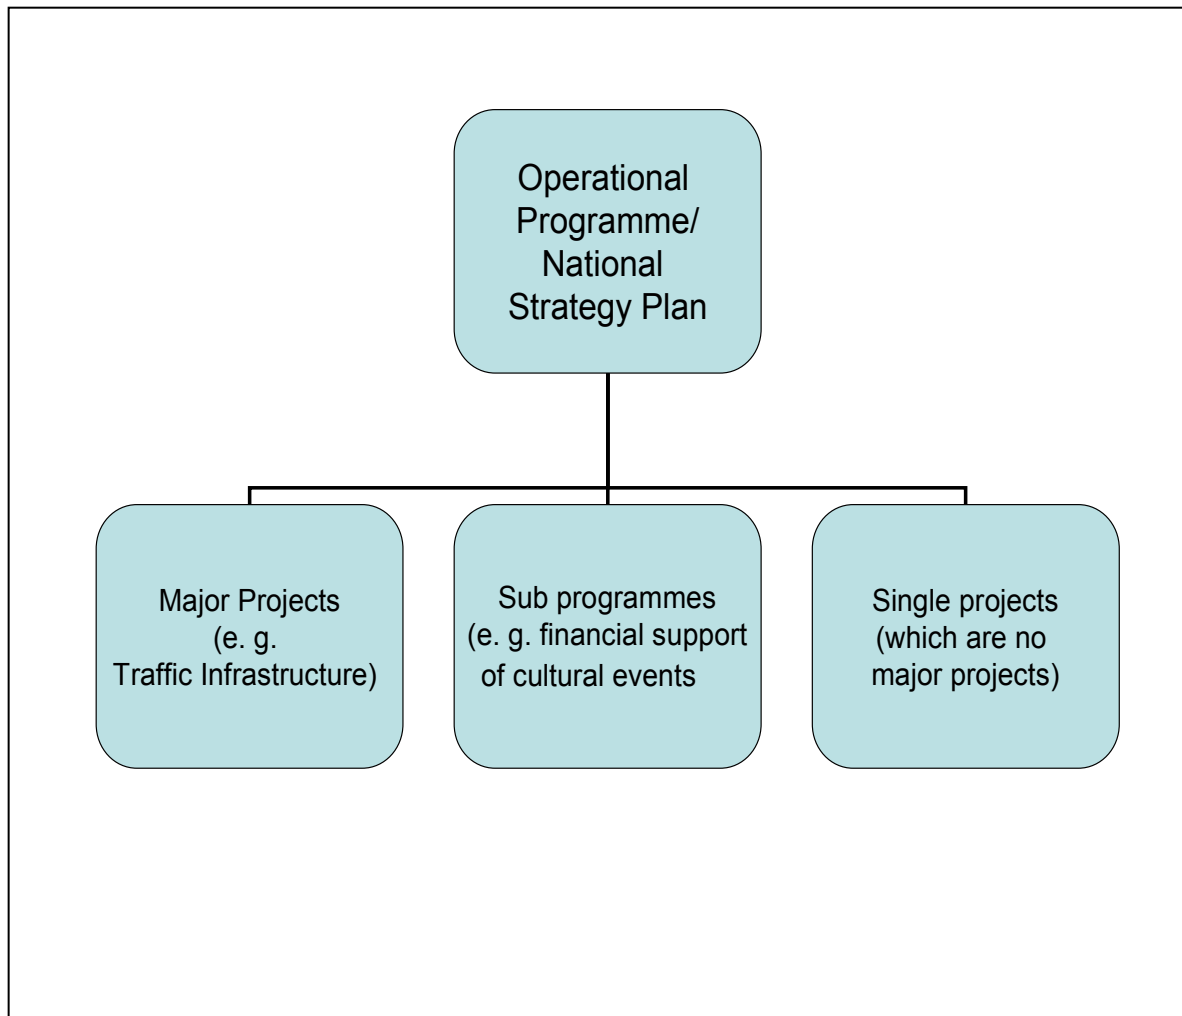 Operational
Programme/
National
Strategy Plan
Major Projects
(e. g.
Traffic Infrastructure)
Sub programmes
(e. g. financial support
of cultural events
Single projects
(which are no
major projects)